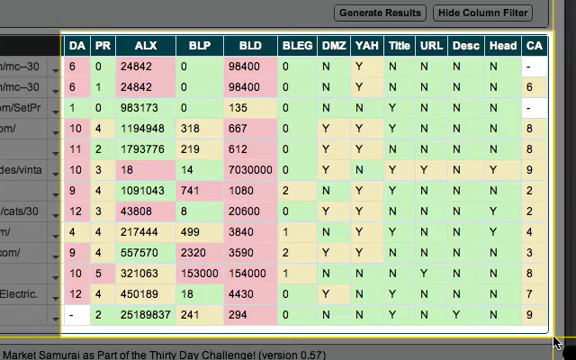 Generate Results Hide Column Filter
DA PR ALX BLP BLD BLEG DMZ YAH Title URL Desc Head CA
m/mc--30 6 0 24842 0 98400 0 N Y N N N N -
m/mc--30 6 1 24842 0 98400 0 N Y N N N N 6
om/SetPr 1 0 983173 0 135 0 N N Y N N N -
om/ 10 4 1194948 318 667 0 Y Y N N N N 8
11 2 1793776 219 612 0 Y Y N N N N 8
des/vinta 10 3 18 14 7030000 0 Y N Y Y N Y 9
9 4 1091043 741 1080 2 N Y Y N N N 2
/cats/30 12 3 43808 8 20600 0 Y Y N N N Y 2
m/ 4 4 217444 499 3840 1 N Y Y N N Y 4
com/ 9 4 557570 2320 3590 2 Y Y N N N N 3
10 5 321063 153000 154000 1 N N N Y N N 8
Electric. 12 4 450189 18 4430 0 Y N Y N N N 7
- 2 25189837 241 294 0 N N Y N Y N 9
Market Samurai as Part of the Thirty Day Challenge! (version 0.57)